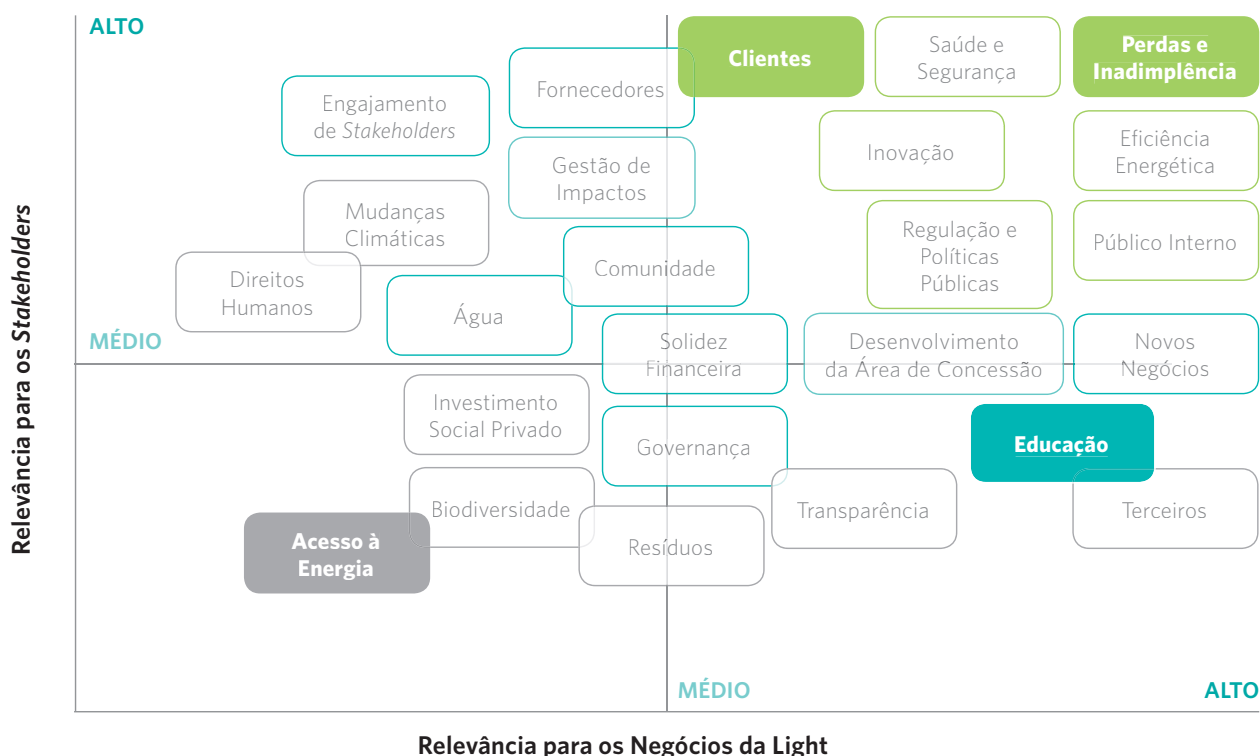 ALTO
Clientes
Saúde e
Segurança
Perdas e
Inadimplência
Fornecedores
Engajamento
de Stakeholders
Inovação
Eficiência
Energética
Gestão de
Impactos
Mudanças
Climáticas
Regulação e
Políticas
Públicas
Público Interno
Comunidade
Direitos
Humanos
Água
MÉDIO
Solidez
Financeira
Desenvolvimento
da Área de Concessão
Novos
Negócios
Investimento
Social Privado
Governança
Educação
Biodiversidade
Transparência
Terceiros
Acesso à
Energia
Resíduos
MÉDIO
ALTO
Relevância para os Stakeholders
Relevância para os Negócios da Light